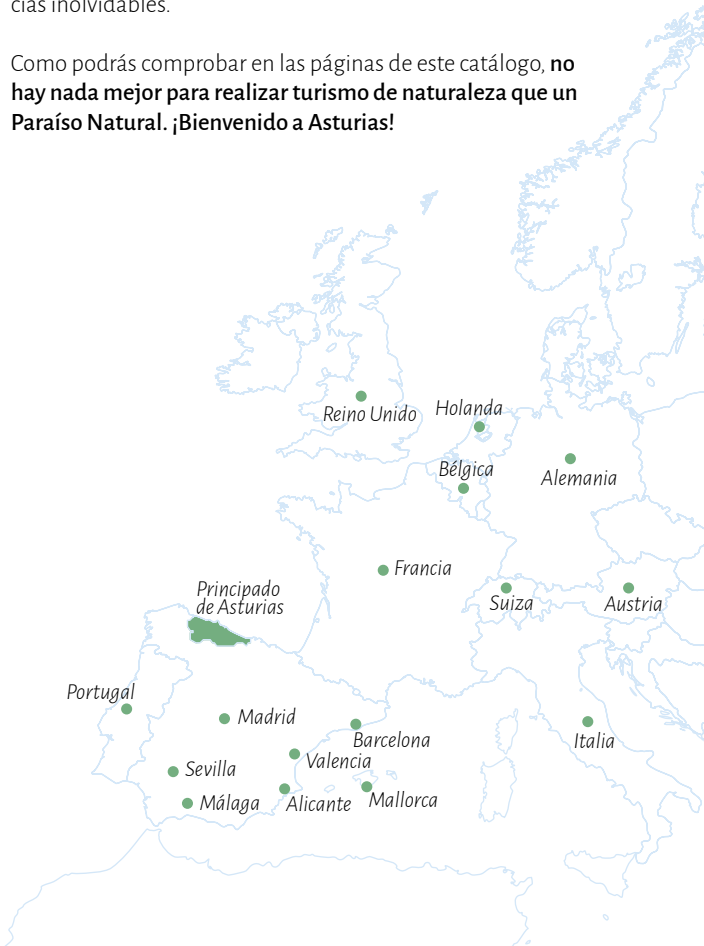 cias inolvidables.
Como podrás comprobar en las páginas de este catálogo, no
hay nada mejor para realizar turismo de naturaleza que un
Paraíso Natural. ¡Bienvenido a Asturias!
Reino Unido
Holanda
Bélgica
Alemania
Francia
Suiza
Austria
Principado
de Asturias
Portugal
Madrid
Barcelona
Italia
Valencia
Sevilla
Málaga
Alicante
Mallorca